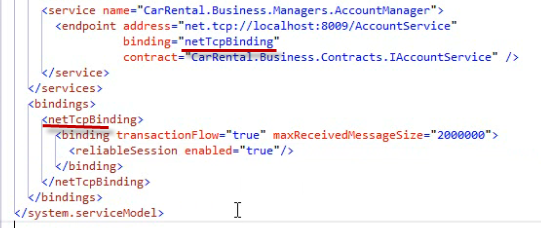 <service name="CarRental.Business.Managers.AccountManager">
<endpoint address="net.tcp://localhost:8009/AccountService"
binding="netTcpBinding"
contract="CarRental.Business.Contracts.IAccountService" />
</service>
</services>
<bindings>
<netTcpBinding>
<binding transactionFlow="true" maxReceivedMessageSize="2000000">
<reliableSession enabled="true"/>
</binding>
</netTcpBinding>
</bindings>
</system.serviceModel>